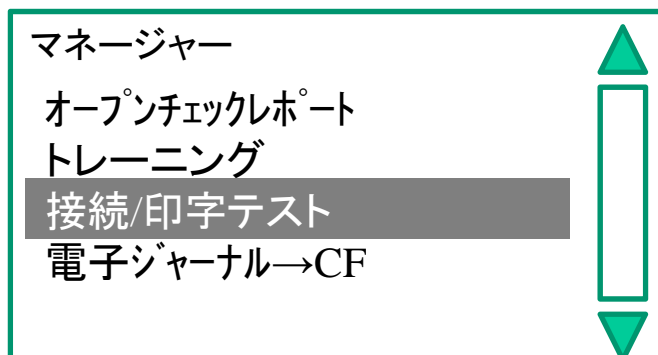 マネージャー
オープンチェックレポート
トレーニング
接続/印字テスト
電子ジャーナル→CF